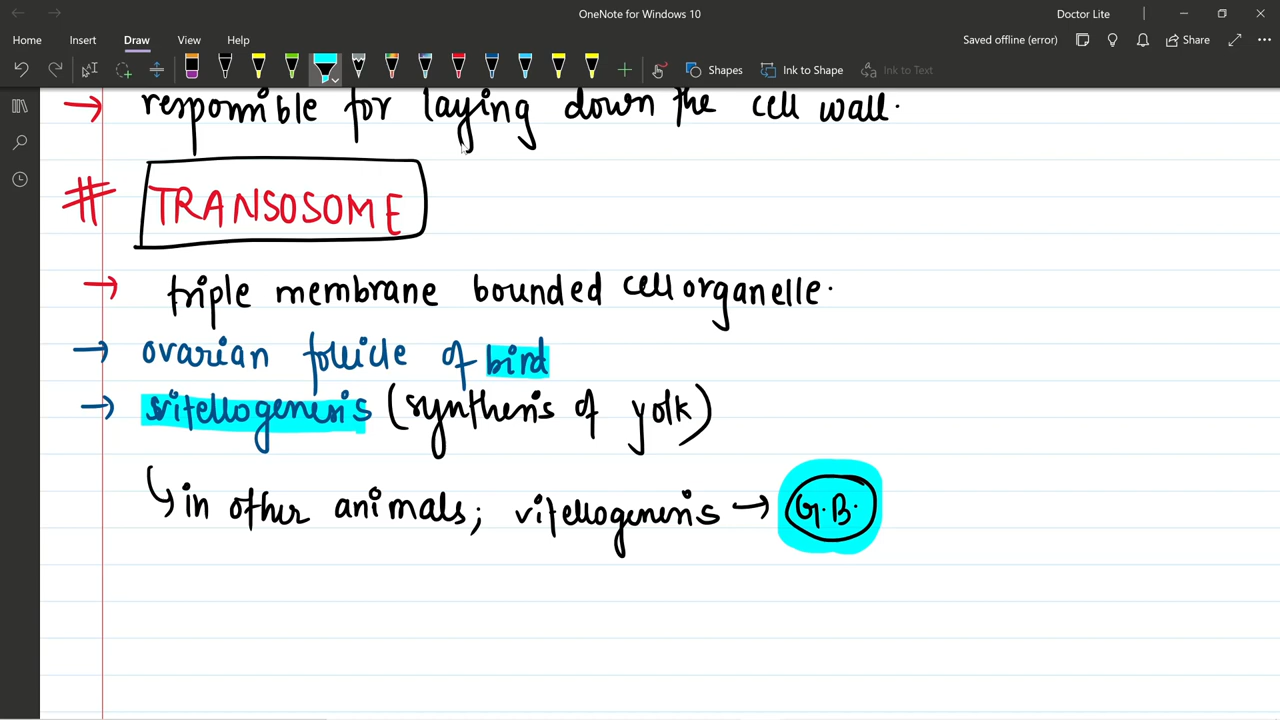 OneNote for Windows 10
Doctor Lite
Home Insert Draw View Help
Saved offline (error) Share
Shapes Ink to Shape Ink to Text
→ responsible for laying down the cell wall.
# TRANSOSOME
→ triple membrane bounded cell organelle.
→ ovarian follicle of bird
→ vitellogenesis (synthesis of yolk)
↳ in other animals; vitellogenesis → G.B.